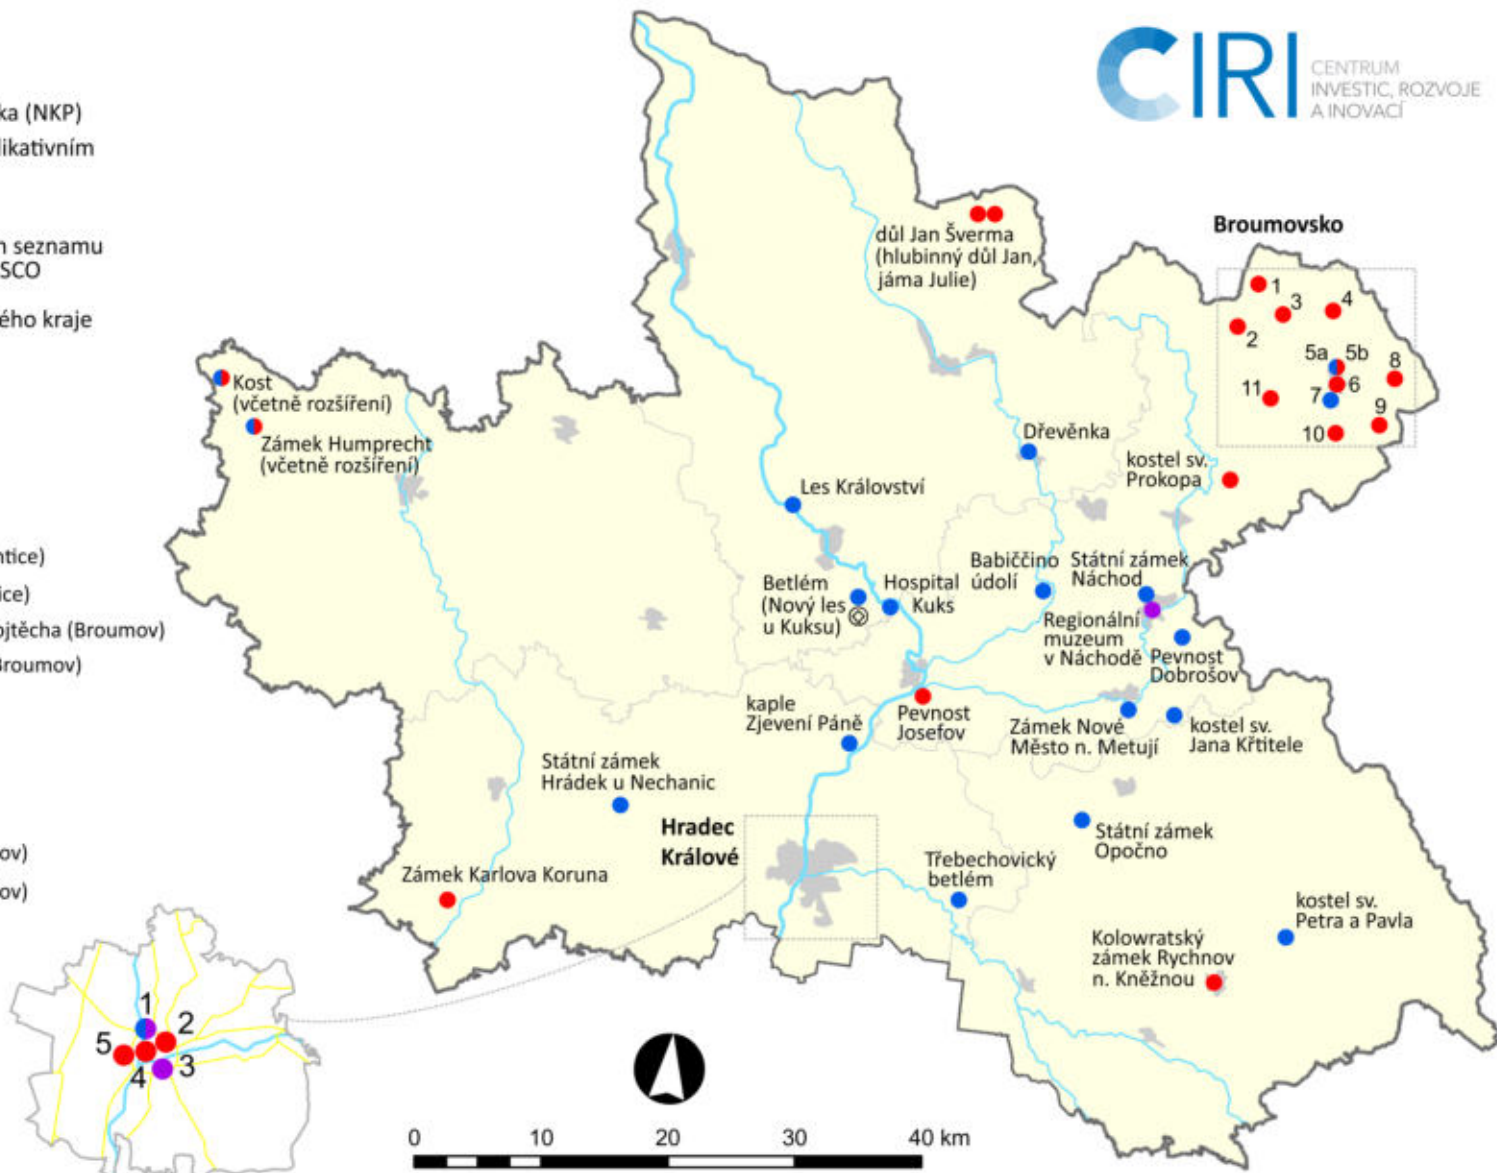 CIRI
CENTRUM
INVESTIC, ROZVOJE
A INOVACÍ
ka (NKP)
likativním
seznamu
SCO
ého kraje
ntice)
ice)
ojtěcha (Broumov)
Broumov)
ov)
ov)
důl Jan Šverma
(hlubinný důl Jan,
jáma Julie)
Broumovsko
1
3
4
2
5a 5b
8
6
11
7
9
10
Kost
(včetně rozšíření)
Zámek Humprecht
(včetně rozšíření)
Dřevěnka
kostel sv.
Prokopa
Les Království
Betlém
(Nový les
u Kuksu)
Hospital
Kuks
Babiččino
údolí
Státní zámek
Náchod
Regionální
muzeum
v Náchodě
Pevnost
Dobrošov
kaple
Zjevení Páně
Pevnost
Josefov
Zámek Nové
Město n. Metují
kostel sv.
Jana Křtitele
Státní zámek
Hrádek u Nechanic
Hradec
Králové
Státní zámek
Opočno
Zámek Karlova Koruna
Třebechovický
betlém
kostel sv.
Petra a Pavla
Kolowratský
zámek Rychnov
n. Kněžnou
1
2
5
4
3
0 10 20 30 40 km